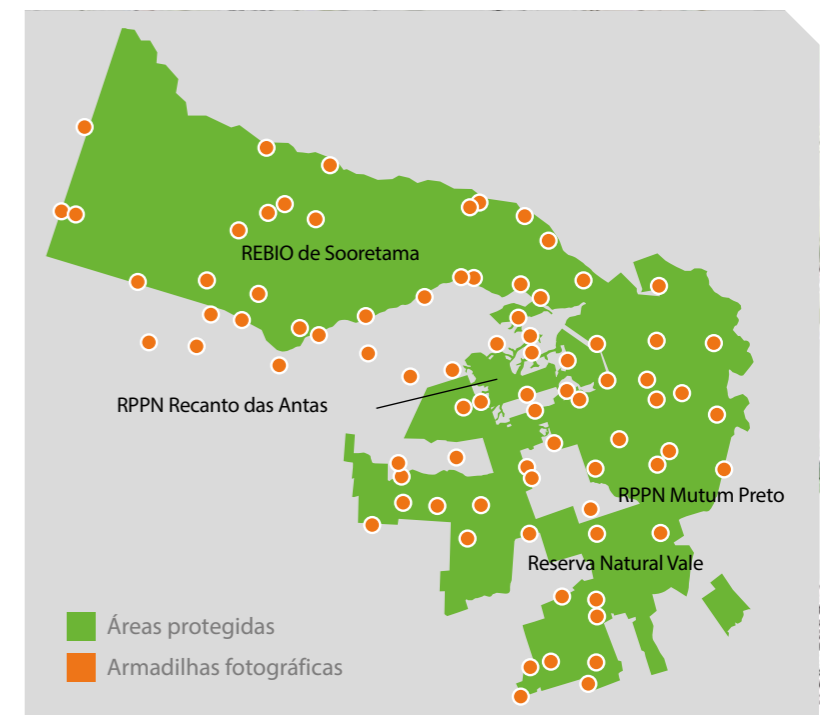 REBIO de Sooretama
RPPN Recanto das Antas
RPPN Mutum Preto
Reserva Natural Vale
Áreas protegidas
Armadilhas fotográficas